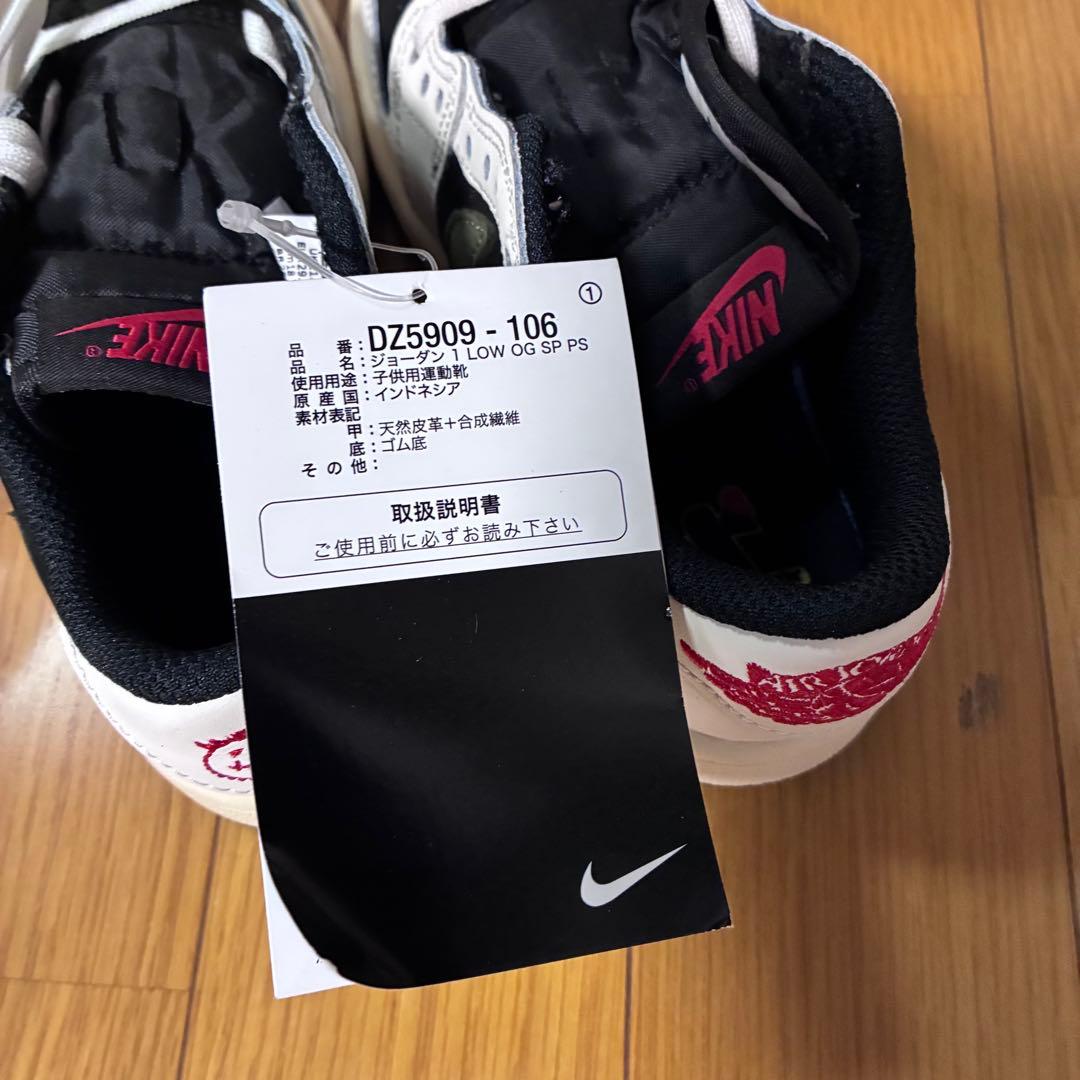 ①
品番：DZ5909 - 106
品名：ジョーダン 1 LOW OG SP PS
使用用途：子供用運動靴
原産国：インドネシア
素材表記
甲：天然皮革＋合成繊維
底：ゴム底
その他：
取扱説明書
ご使用前に必ずお読み下さい
NIKE
NIKE
AIR